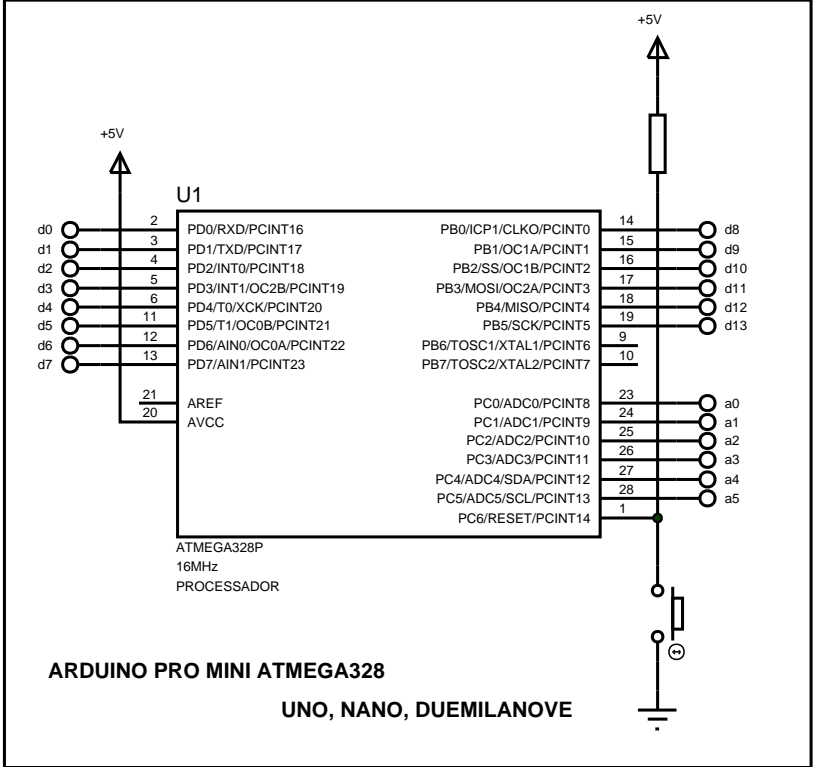 +5V
+5V
U1
d0 2 PD0/RXD/PCINT16 PB0/ICP1/CLKO/PCINT0 14 d8
d1 3 PD1/TXD/PCINT17 PB1/OC1A/PCINT1 15 d9
d2 4 PD2/INT0/PCINT18 PB2/SS/OC1B/PCINT2 16 d10
d3 5 PD3/INT1/OC2B/PCINT19 PB3/MOSI/OC2A/PCINT3 17 d11
d4 6 PD4/T0/XCK/PCINT20 PB4/MISO/PCINT4 18 d12
d5 11 PD5/T1/OC0B/PCINT21 PB5/SCK/PCINT5 19 d13
d6 12 PD6/AIN0/OC0A/PCINT22 PB6/TOSC1/XTAL1/PCINT6 9
d7 13 PD7/AIN1/PCINT23 PB7/TOSC2/XTAL2/PCINT7 10
21 AREF PC0/ADC0/PCINT8 23 a0
20 AVCC PC1/ADC1/PCINT9 24 a1
PC2/ADC2/PCINT10 25 a2
PC3/ADC3/PCINT11 26 a3
PC4/ADC4/SDA/PCINT12 27 a4
PC5/ADC5/SCL/PCINT13 28 a5
PC6/RESET/PCINT14 1
ATMEGA328P
16MHz
PROCESSADOR
ARDUINO PRO MINI ATMEGA328
UNO, NANO, DUEMILANOVE